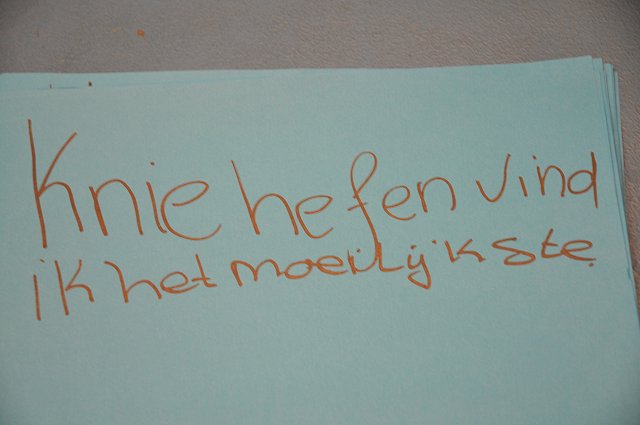 Knie hefen vind
ik het moeilijkste